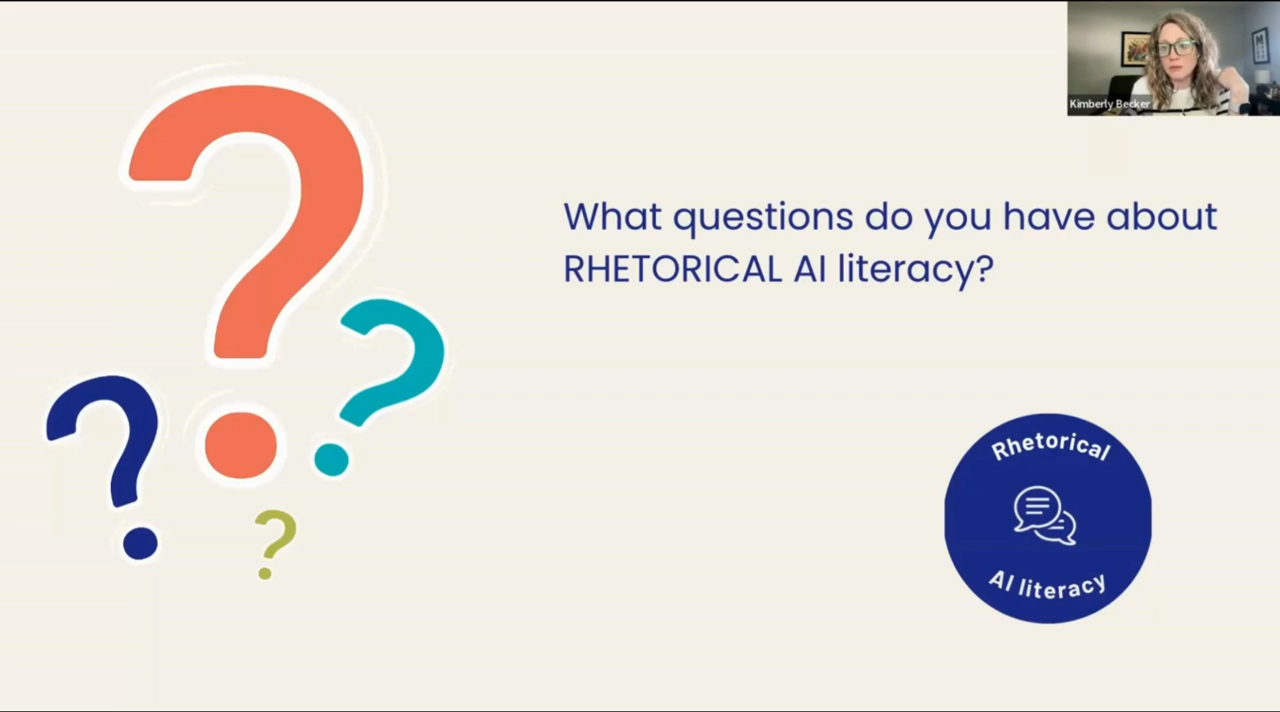 Kimberly Becker
What questions do you have about
RHETORICAL AI literacy?
Rhetorical
AI literacy